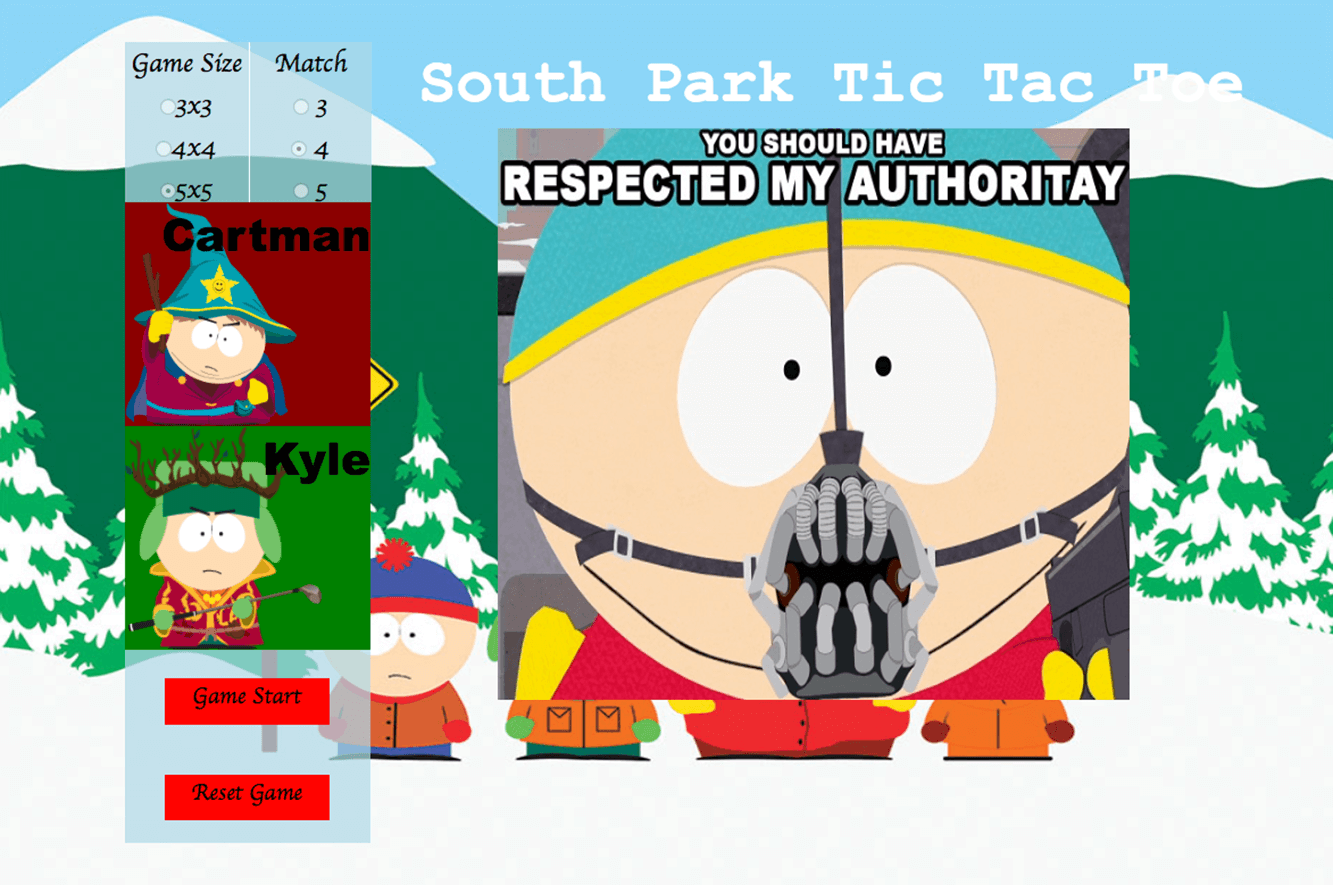 Game Size
Match
3x3
3
4x4
4
5x5
5
South Park Tic Tac Toe
YOU SHOULD HAVE
RESPECTED MY AUTHORITAY
Cartman
Kyle
Game Start
Reset Game